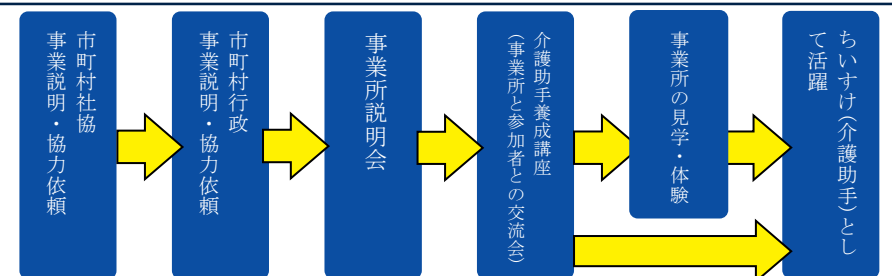 市町村社協
事業説明・協力依頼
市町村行政
事業説明・協力依頼
事業所説明会
介護助手養成講座
(事業所と参加者との交流会)
事業所の見学・体験
ちいすけ(介護助手)とし
て活躍